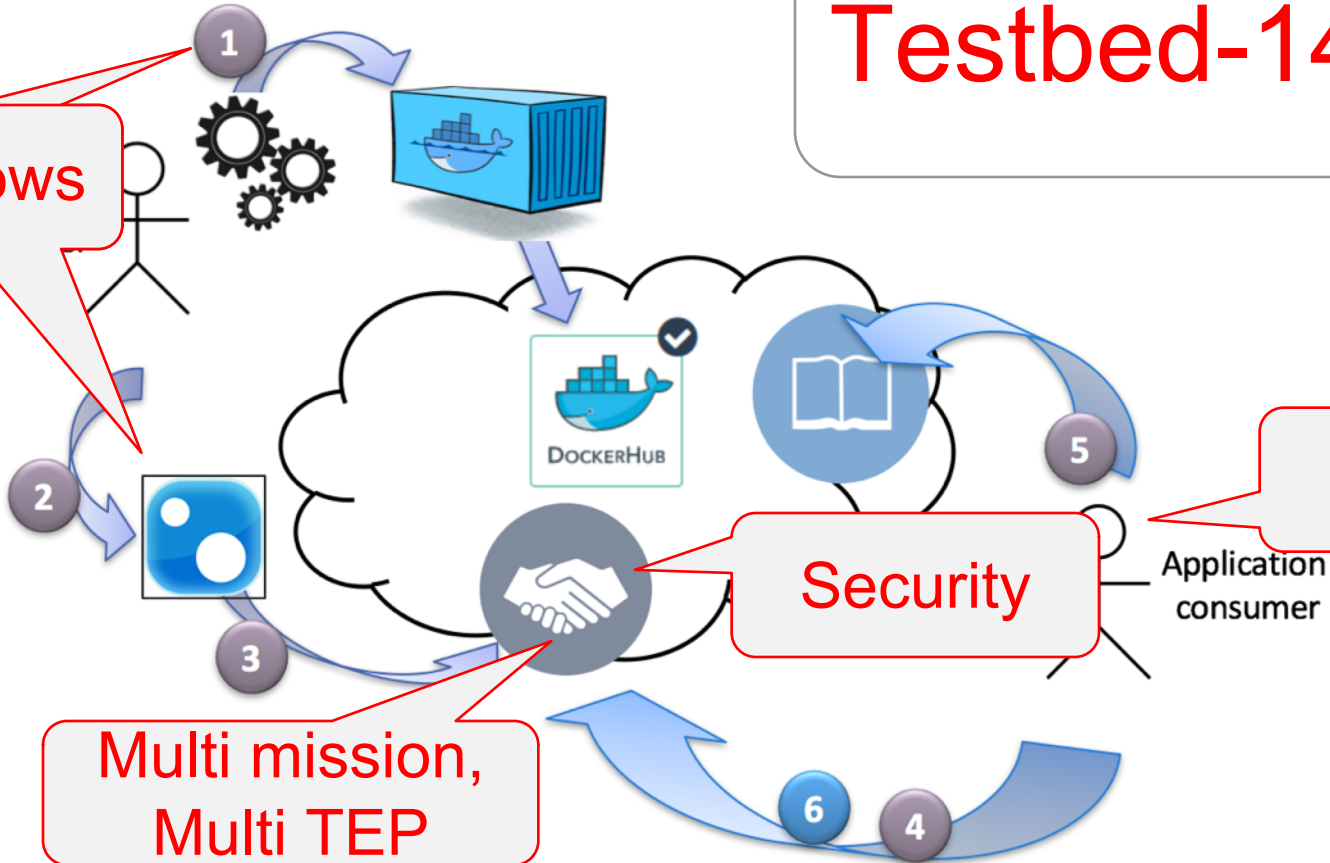 Testbed-14
1
ows
DOCKERHUB
5
2
Application
consumer
Security
3
Multi mission,
Multi TEP
6
4